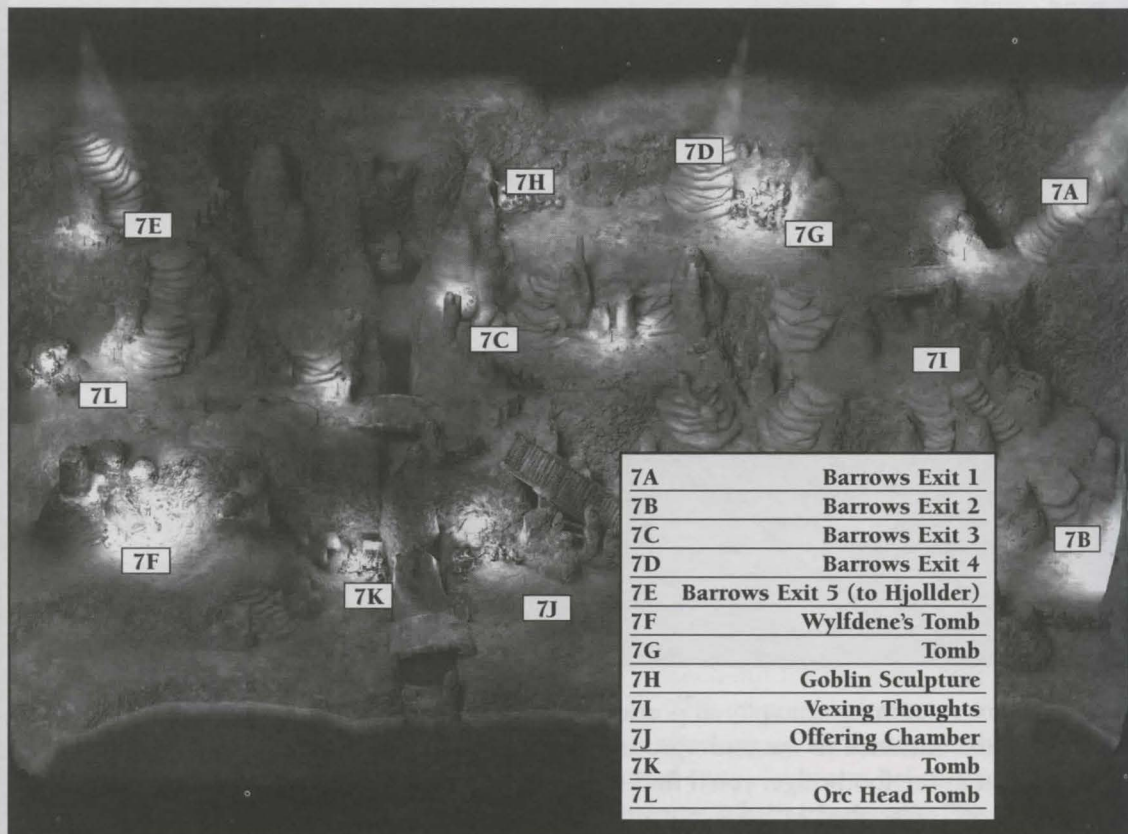 7D
7H
7A
7E
7G
7C
7I
7L
7B
7F
7K
7J
7A Barrows Exit 1
7B Barrows Exit 2
7C Barrows Exit 3
7D Barrows Exit 4
7E Barrows Exit 5 (to Hjollder)
7F Wylfdene's Tomb
7G Tomb
7H Goblin Sculpture
7I Vexing Thoughts
7J Offering Chamber
7K Tomb
7L Orc Head Tomb